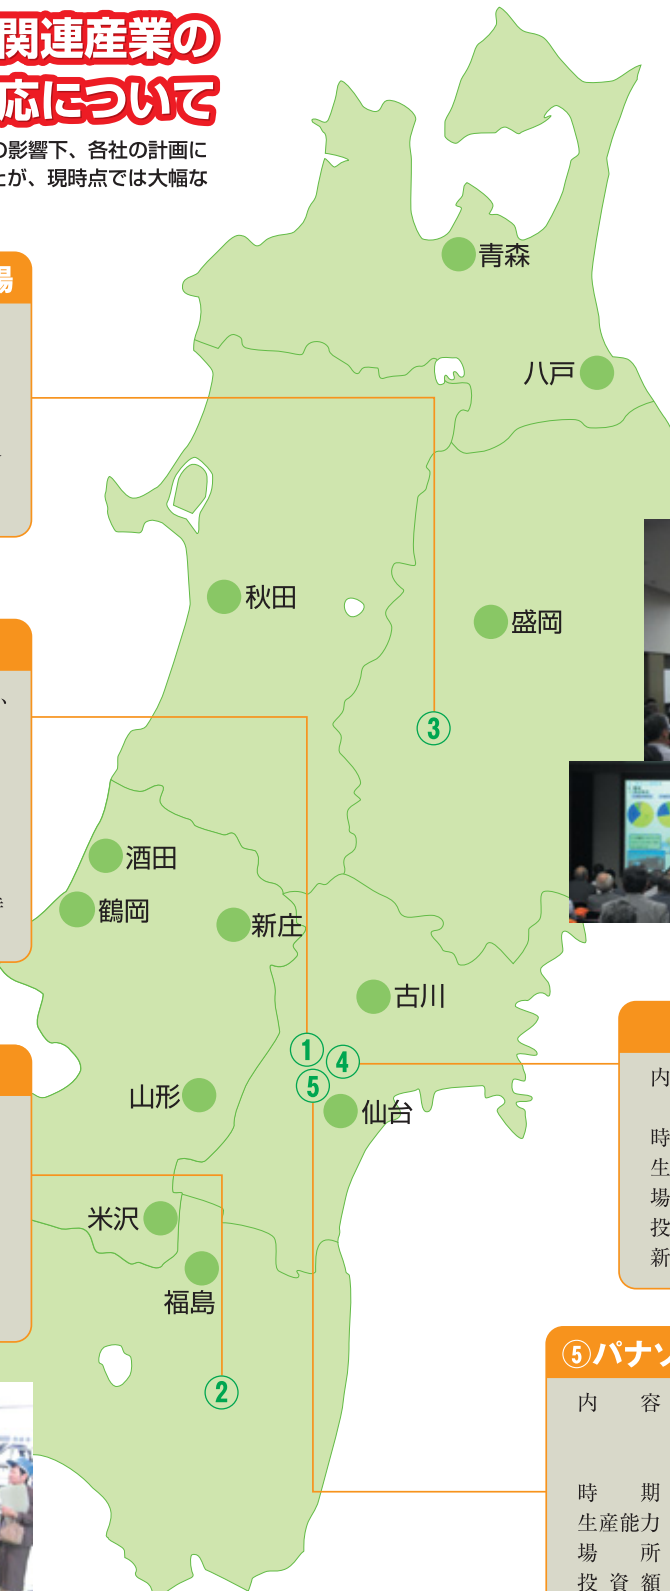 関連産業の
応について
の影響下、各社の計画に
たが、現時点では大幅な
場
青森
八戸
秋田
盛岡
③
、
酒田
鶴岡
新庄
古川
①
④
⑤
山形
仙台
米沢
福島
②
内
時
生
場
投
新
⑤パナソ
内 容
時 期
生産能力
場 所
投 資 額